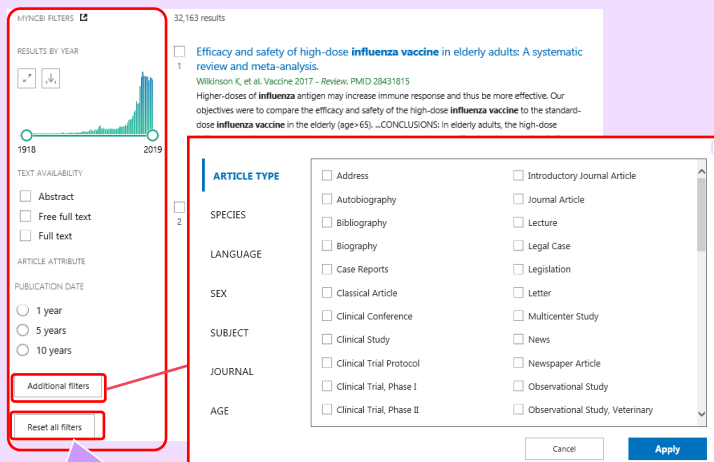 MYNCBI FILTERS
32,163 results
RESULTS BY YEAR
1918
2019
TEXT AVAILABILITY
Abstract
Free full text
Full text
ARTICLE ATTRIBUTE
PUBLICATION DATE
1 year
5 years
10 years
Additional filters
Reset all filters
1
Efficacy and safety of high-dose influenza vaccine in elderly adults: A systematic
review and meta-analysis.
Wilkinson K, et al. Vaccine 2017 - Review. PMID 28431815
Higher-doses of influenza antigen may increase immune response and thus be more effective. Our
objectives were to compare the efficacy and safety of the high-dose influenza vaccine to the standard-
dose influenza vaccine in the elderly (age>65). ...CONCLUSIONS: In elderly adults, the high-dose
2
ARTICLE TYPE
SPECIES
LANGUAGE
SEX
SUBJECT
JOURNAL
AGE
Address
Autobiography
Bibliography
Biography
Case Reports
Classical Article
Clinical Conference
Clinical Study
Clinical Trial Protocol
Clinical Trial, Phase I
Clinical Trial, Phase II
Introductory Journal Article
Journal Article
Lecture
Legal Case
Legislation
Letter
Multicenter Study
News
Newspaper Article
Observational Study
Observational Study, Veterinary
Cancel
Apply